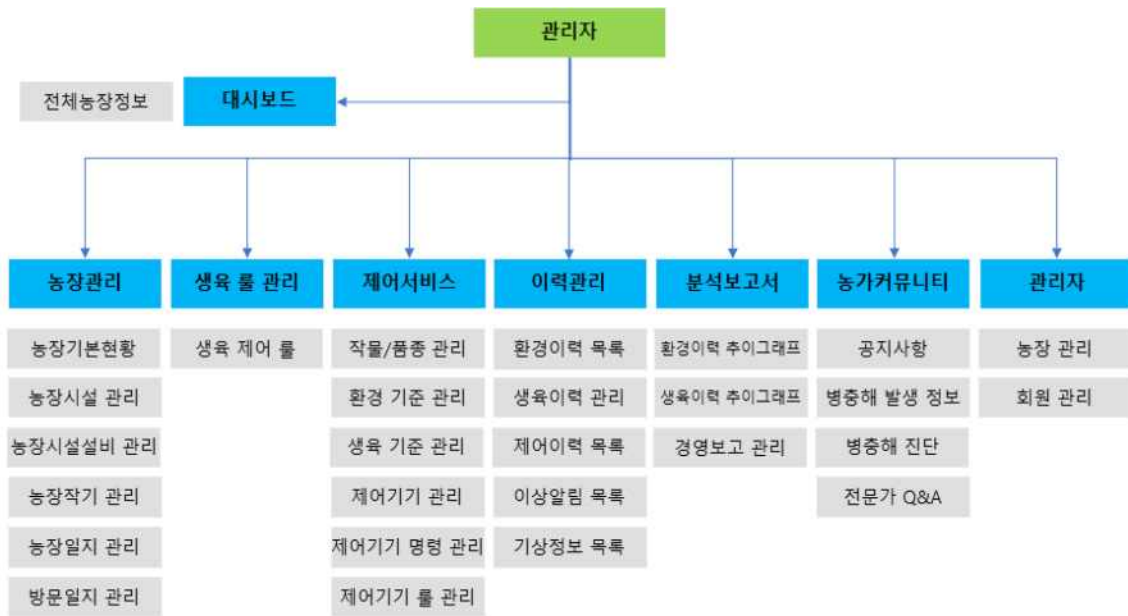 관리자
전체농장정보
대시보드
농장관리
생육 룰 관리
제어서비스
이력관리
분석보고서
농가커뮤니티
관리자
농장기본현황
생육 제어 룰
작물/품종 관리
환경이력 목록
환경이력 추이그래프
공지사항
농장 관리
농장시설 관리
환경 기준 관리
생육이력 관리
생육이력 추이그래프
병충해 발생 정보
회원 관리
농장시설설비 관리
생육 기준 관리
제어이력 목록
경영보고 관리
병충해 진단
농장작기 관리
제어기기 관리
이상알림 목록
전문가 Q&A
농장일지 관리
제어기기 명령 관리
기상정보 목록
방문일지 관리
제어기기 룰 관리